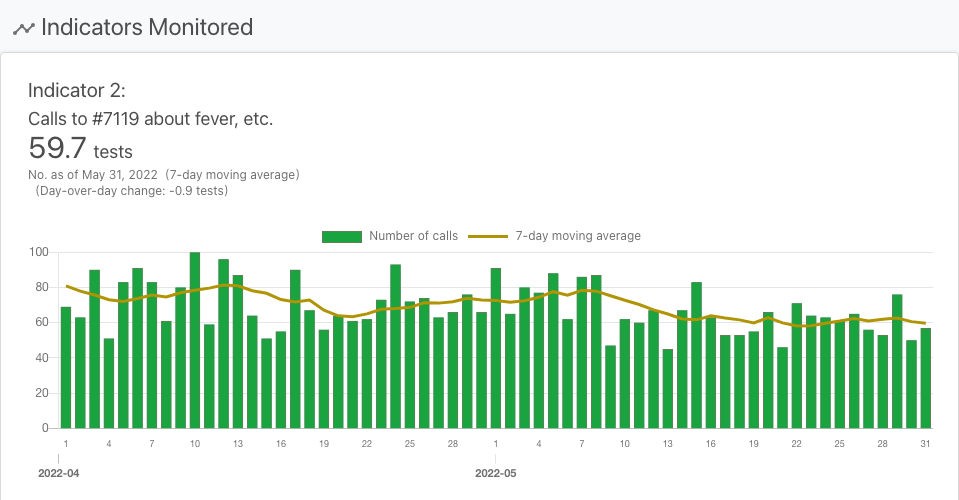 Indicators Monitored
Indicator 2:
Calls to #7119 about fever, etc.
59.7 tests
No. as of May 31, 2022 (7-day moving average)
(Day-over-day change: -0.9 tests)
Number of calls 7-day moving average
100
80
60
40
20
0
1 4 7 10 13 16 19 22 25 28 1 4 7 10 13 16 19 22 25 28 31
2022-04 2022-05